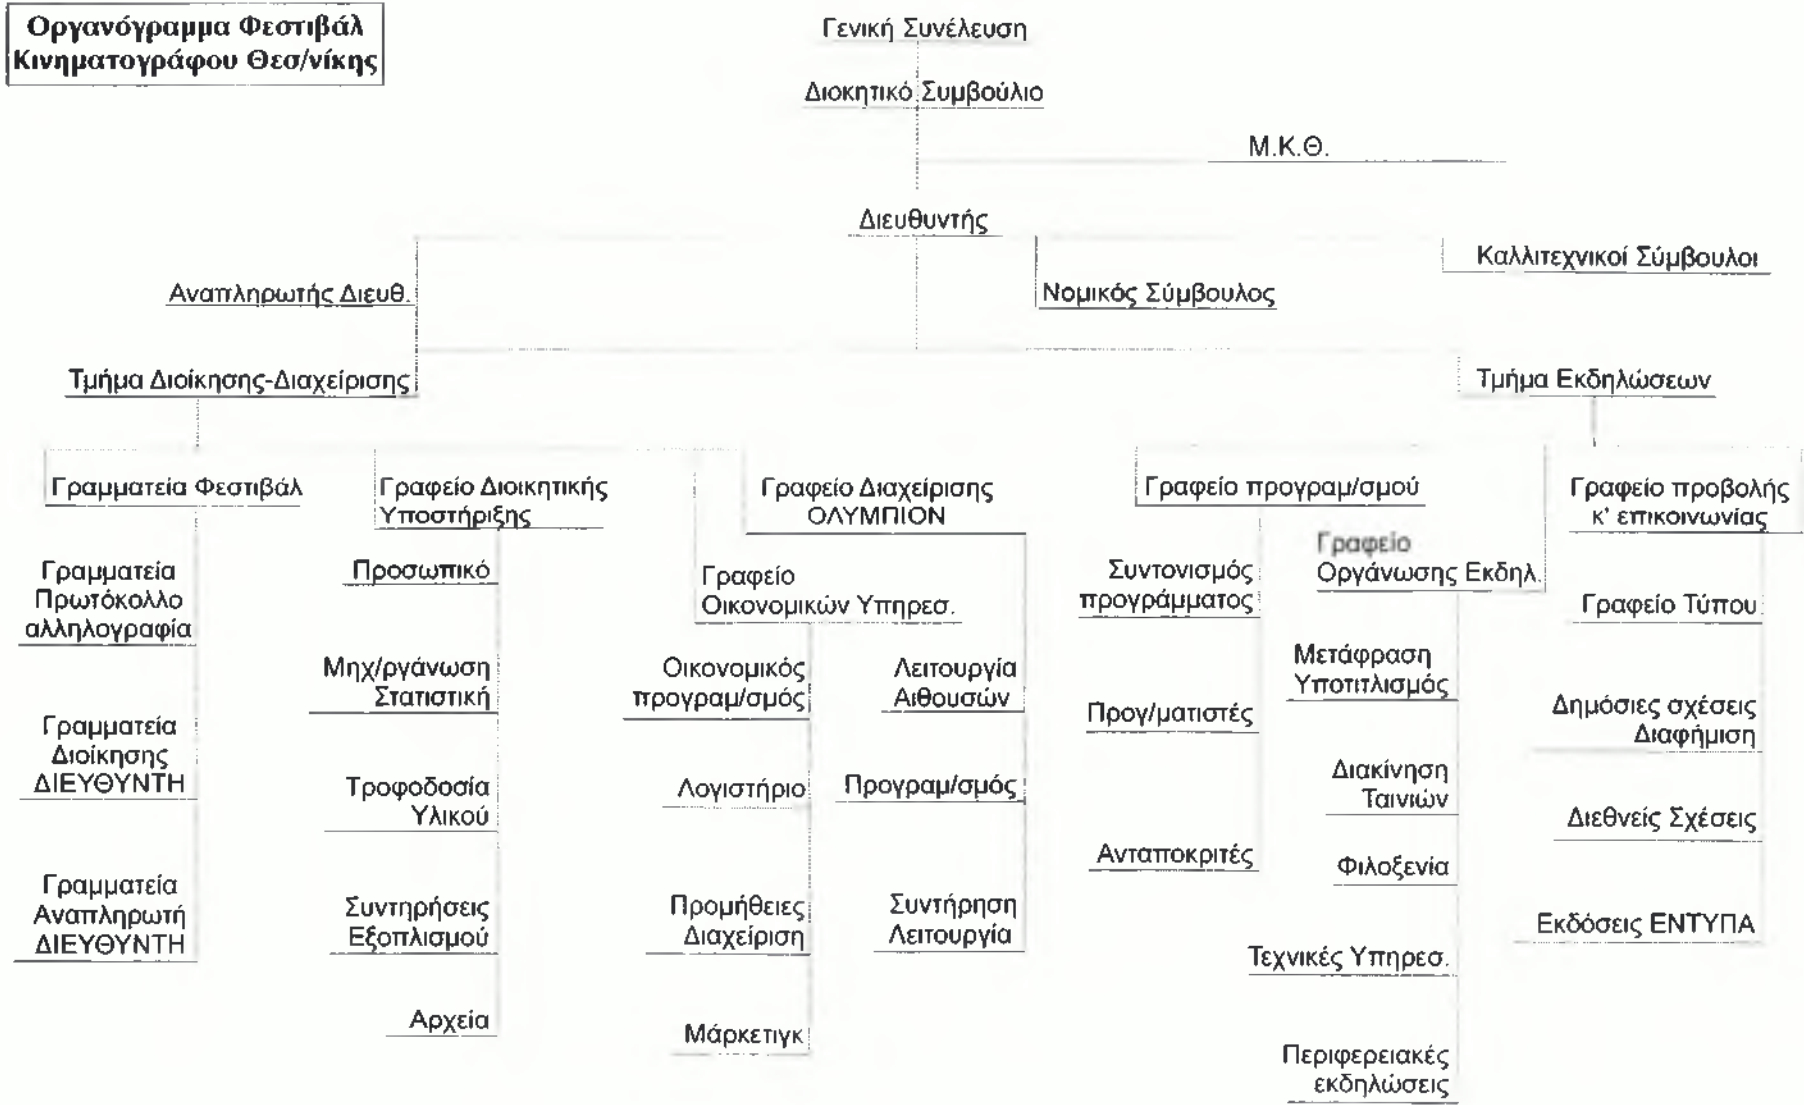 Οργανόγραμμα Φεστιβάλ
Κινηματογράφου Θεσ/νίκης
Γενική Συνέλευση
Διοκητικό Συμβούλιο
Μ.Κ.Θ.
Διευθυντής
Καλλιτεχνικοί Σύμβουλοι
Αναπληρωτής Διευθ.
Νομικός Σύμβουλος
Τμήμα Διοίκησης-Διαχείρισης
Τμήμα Εκδηλώσεων
Γραμματεία Φεστιβάλ
Γραμματεία
Πρωτόκολλο
αλληλογραφία
Γραμματεία
Διοίκησης
ΔΙΕΥΘΥΝΤΗ
Γραμματεία
Αναπληρωτή
ΔΙΕΥΘΥΝΤΗ
Γραφείο Διοικητικής
Υποστήριξης
Προσωπικό
Μηχ/ργάνωση
Στατιστική
Τροφοδοσία
Υλικού
Συντηρήσεις
Εξοπλισμού
Αρχεία
Γραφείο
Οικονομικών Υπηρεσ.
Οικονομικός
προγραμ/σμός
Λογιστήριο
Προμήθειες
Διαχείριση
Μάρκετιγκ
Γραφείο Διαχείρισης
ΟΛΥΜΠΙΟΝ
Λειτουργία
Αιθουσών
Προγραμ/σμός
Συντήρηση
Λειτουργία
Γραφείο προγραμ/σμού
Συντονισμός
προγράμματος
Προγ/ματιστές
Ανταποκριτές
Γραφείο
Οργάνωσης Εκδηλ.
Μετάφραση
Υποτιτλισμός
Διακίνηση
Ταινιών
Φιλοξενία
Τεχνικές Υπηρεσ.
Περιφερειακές
εκδηλώσεις
Γραφείο προβολής
κ' επικοινωνίας
Γραφείο Τύπου
Δημόσιες σχέσεις
Διαφήμιση
Διεθνείς Σχέσεις
Εκδόσεις ΕΝΤΥΠΑ